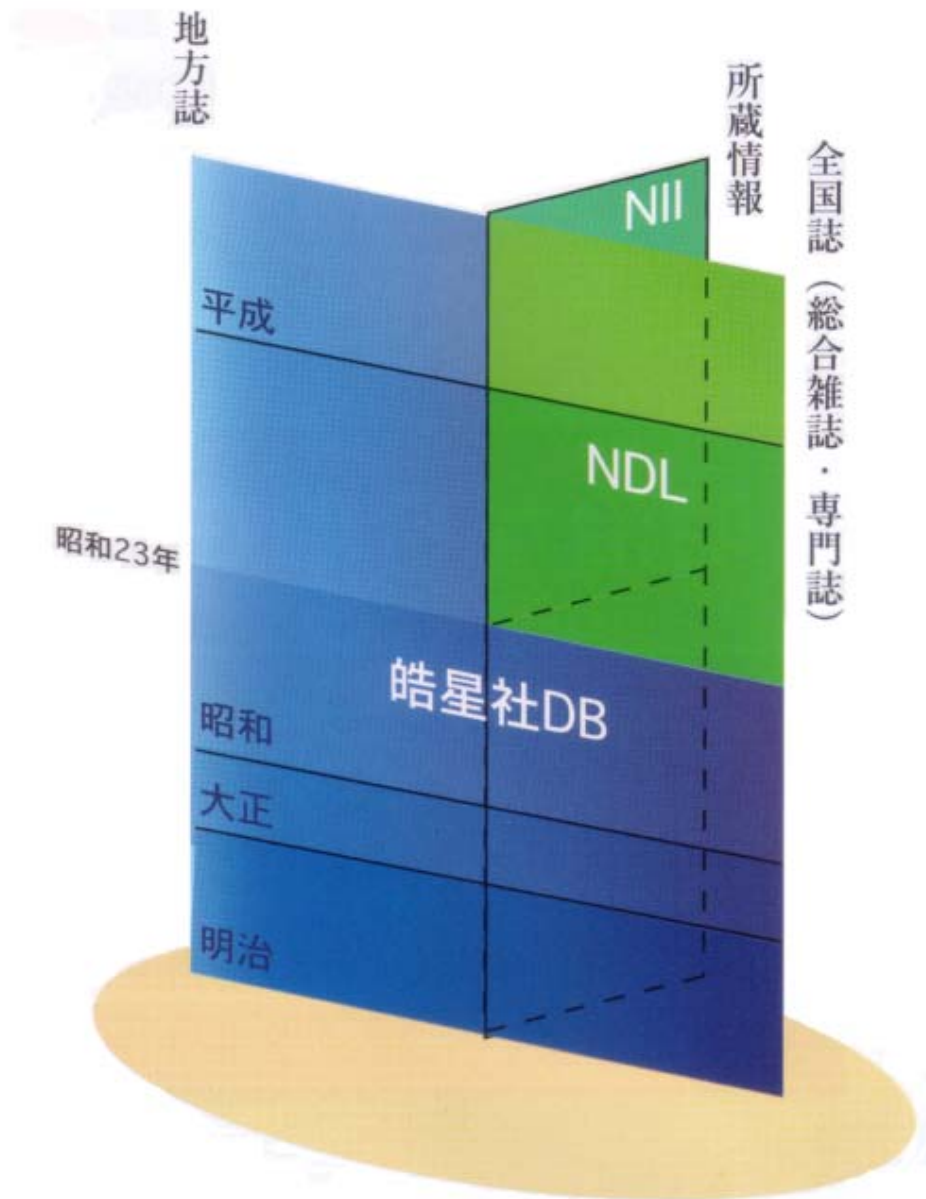 地方誌
所蔵情報
全国誌（総合雑誌・専門誌）
NII
平成
NDL
昭和23年
皓星社DB
昭和
大正
明治